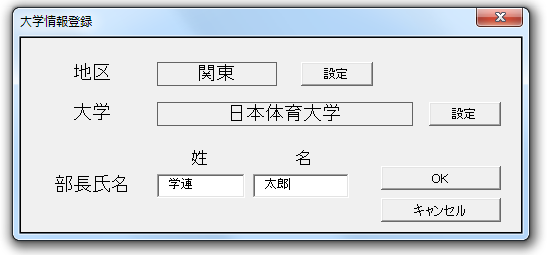 大学情報登録
地区 関東 設定
大学 日本体育大学 設定
姓 名
部長氏名 学連 太郎
OK
キャンセル